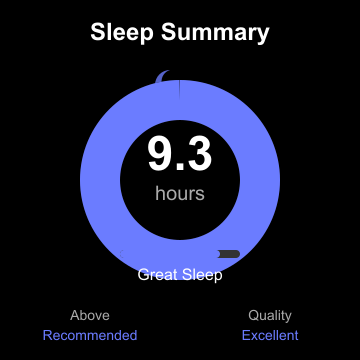 Sleep Summary
9.3
hours
Great Sleep
Above
Recommended
Quality
Excellent